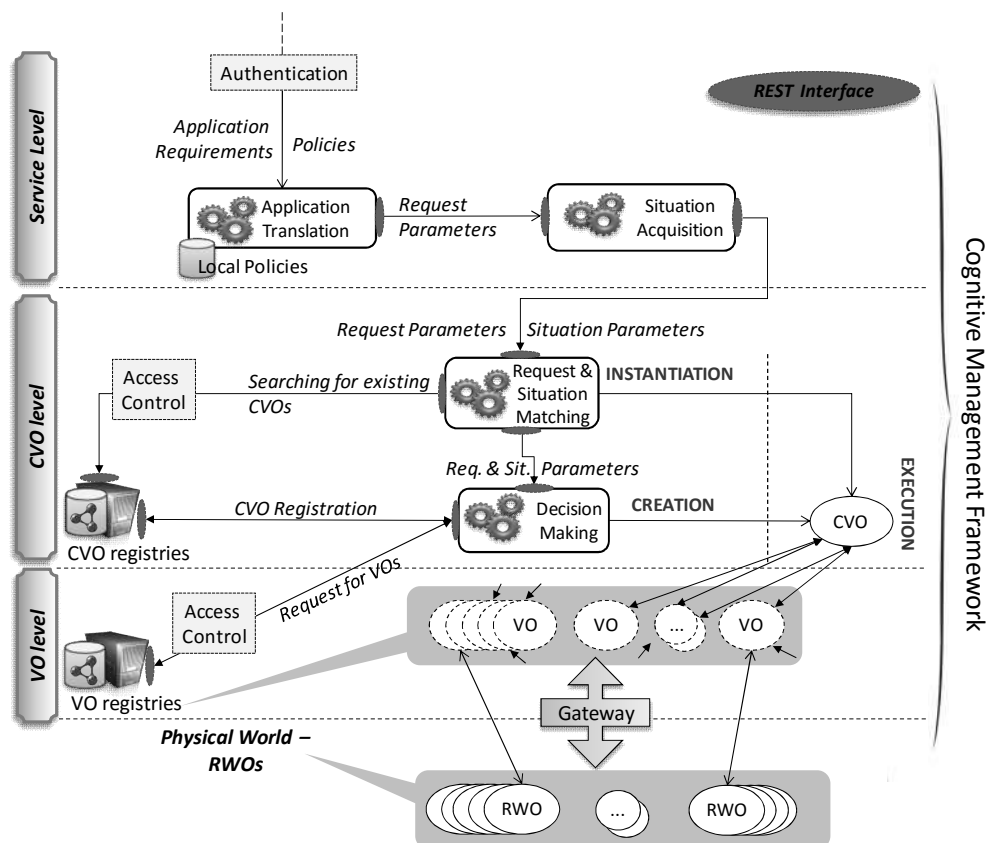 Authentication
REST Interface
Service Level
Application
Requirements
Policies
Application
Translation
Request
Parameters
Situation
Acquisition
Local Policies
Cognitive Management Framework
CVO level
Request Parameters
Situation Parameters
Access
Control
Searching for existing
CVOs
Request &
Situation
Matching
INSTANTIATION
Req. & Sit. Parameters
CVO Registration
Decision
Making
CREATION
CVO
EXECUTION
CVO registries
VO level
Request for VOs
Access
Control
VO
VO
...
VO
VO registries
Gateway
Physical World –
RWOs
RWO
...
RWO